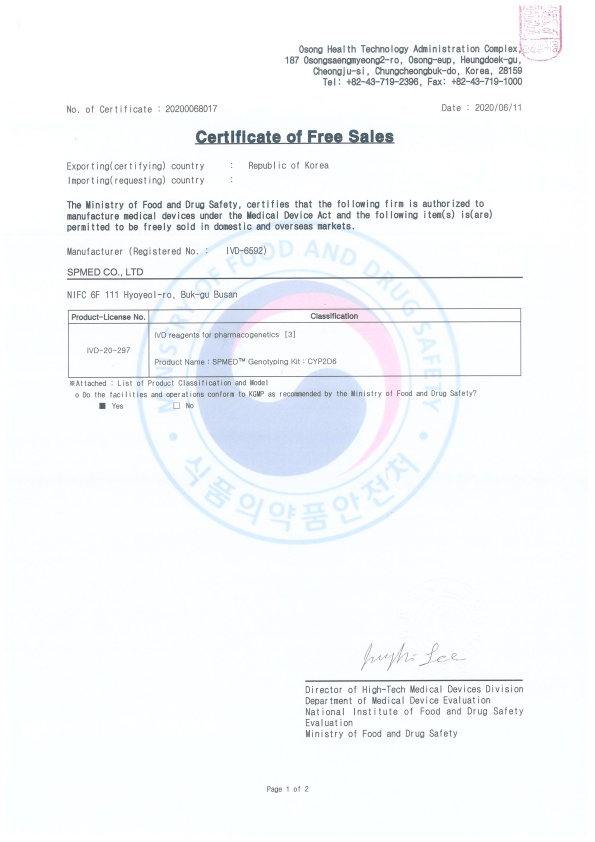 Osong Health Technology Administration Complex,
187 Osongsaengmyeong2-ro, Osong-eup, Heungdoek-gu,
Cheongju-si, Chungcheongbuk-do, Korea, 28159
Tel: +82-43-719-2396, Fax: +82-43-719-1000
No. of Certificate : 20200068017
Date : 2020/06/11
Certificate of Free Sales
Exporting(certifying) country : Republic of Korea
Importing(requesting) country :
The Ministry of Food and Drug Safety, certifies that the following firm is authorized to
manufacture medical devices under the Medical Device Act and the following item(s) is(are)
permitted to be freely sold in domestic and overseas markets.
Manufacturer (Registered No. : IVD-6592)
SPMED CO., LTD
NIFC 6F 111 Hyoyeol-ro, Buk-gu Busan
Product-License No. Classification
IVD reagents for pharmacogenetics [3]
IVD-20-297
Product Name : SPMED™ Genotyping Kit : CYP2D6
※Attached : List of Product Classification and Model
o Do the facilities and operations conform to KGMP as recommended by the Ministry of Food and Drug Safety?
■ Yes □ No
MINISTRY OF FOOD AND DRUG SAFETY
식품의약품안전처
Director of High-Tech Medical Devices Division
Department of Medical Device Evaluation
National Institute of Food and Drug Safety
Evaluation
Ministry of Food and Drug Safety
Page 1 of 2